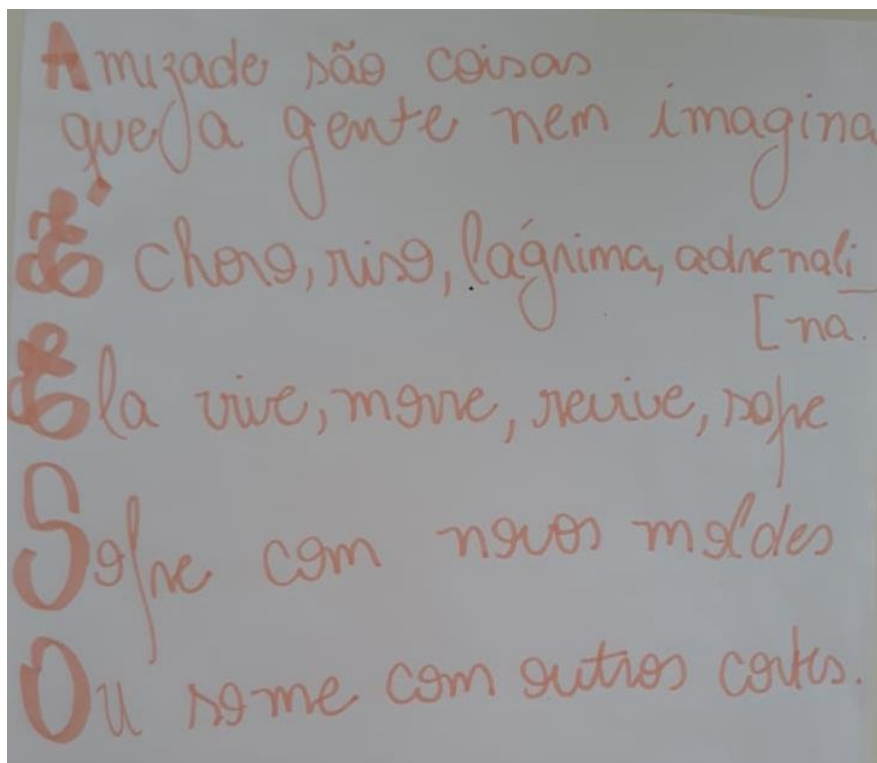 Amizade são coisas
que a gente nem imagina
É choro, riso, lágrima, adrenali
[na.
Ela vive, morre, revive, sofre
Sofre com novos moldes
Ou some com outros cortes.